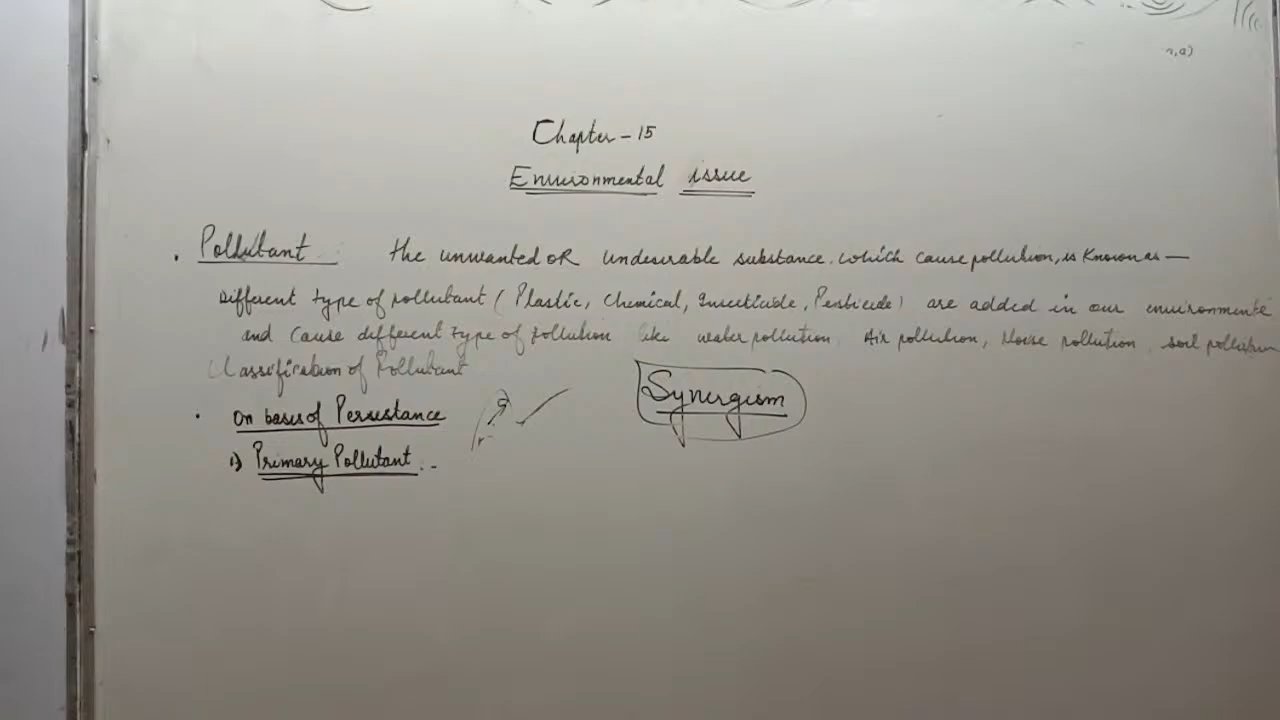 Chapter - 15
Environmental issue
. Pollutant : the unwanted OR undesirable substance. which cause pollution, is Known as —
Different type of pollutant (Plastic, Chemical, Insecticide, Pesticide) are added in our environmente
and cause different type of pollution like water pollution, Air pollution, Noise pollution, soil pollution
Classification of Pollutant
. On bases of Persistance
Synergism
1) Primary Pollutant . -